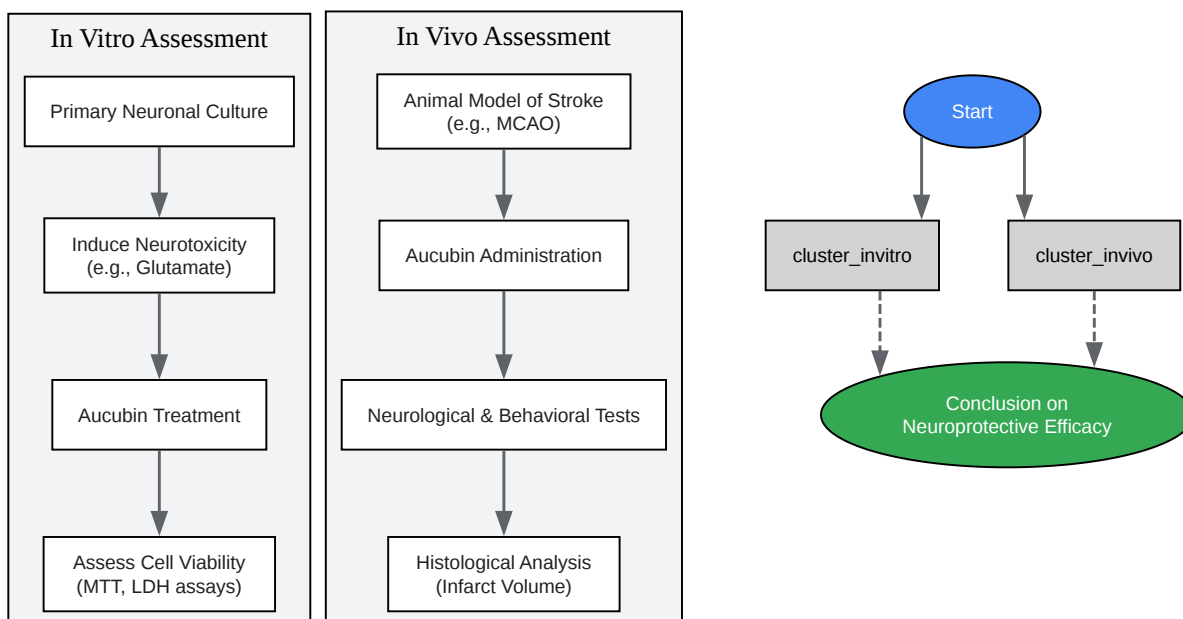 In Vitro Assessment
Primary Neuronal Culture
Induce Neurotoxicity
(e.g., Glutamate)
Aucubin Treatment
Assess Cell Viability
(MTT, LDH assays)
In Vivo Assessment
Animal Model of Stroke
(e.g., MCAO)
Aucubin Administration
Neurological & Behavioral Tests
Histological Analysis
(Infarct Volume)
Start
cluster_invitro
cluster_invivo
Conclusion on
Neuroprotective Efficacy